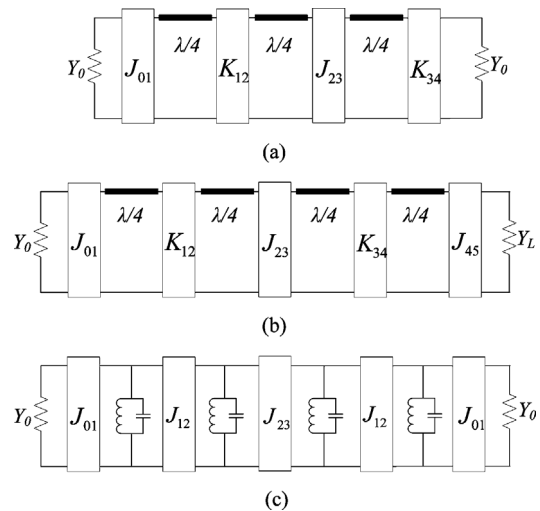 Y0 J01 λ/4 K12 λ/4 J23 λ/4 K34 Y0
(a)
Y0 J01 λ/4 K12 λ/4 J23 λ/4 K34 λ/4 J45 YL
(b)
Y0 J01 J12 J23 J12 J01 Y0
(c)